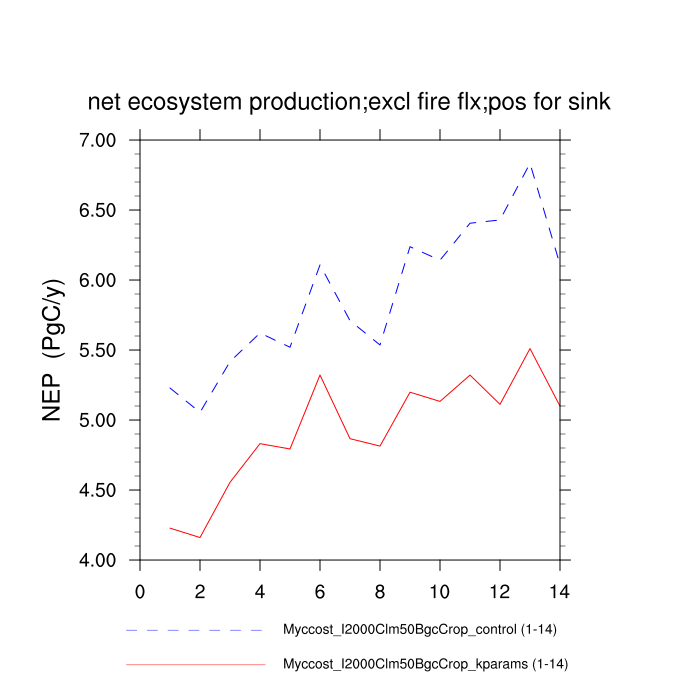 net ecosystem production;excl fire flx;pos for sink
7.00
6.50
6.00
5.50
5.00
4.50
4.00
NEP (PgC/y)
0 2 4 6 8 10 12 14
Myccost_I2000Clm50BgcCrop_control (1-14)
Myccost_I2000Clm50BgcCrop_kparams (1-14)